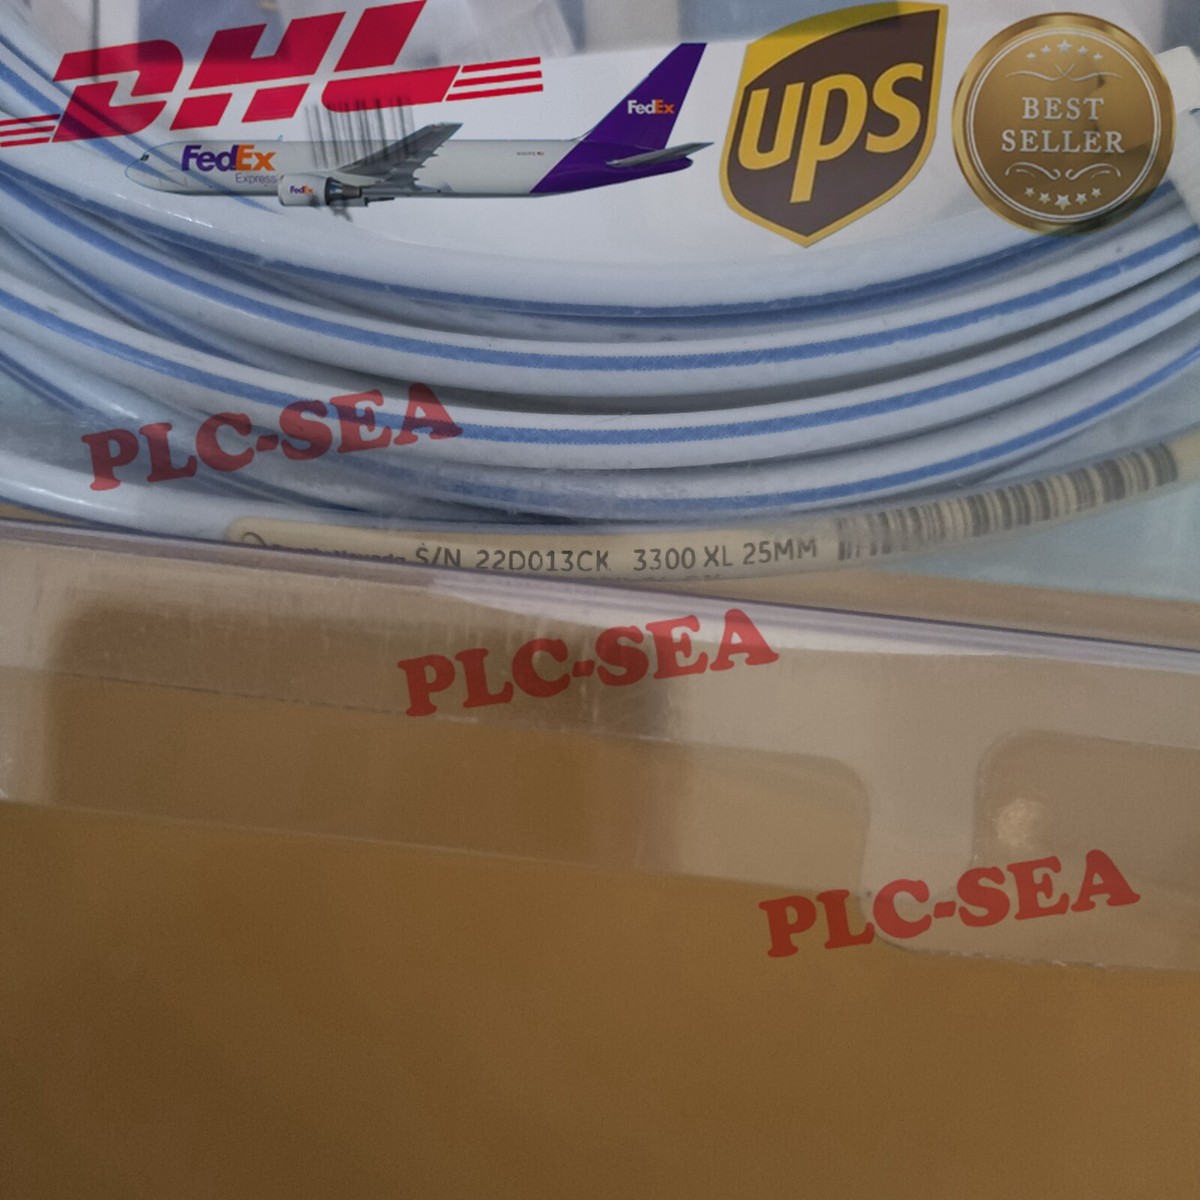 DHL
FedEx
Express
FedEx
FedEx
ups
BEST
SELLER
PLC-SEA
S/N 22D013CK 3300 XL 25MM
PLC-SEA
PLC-SEA